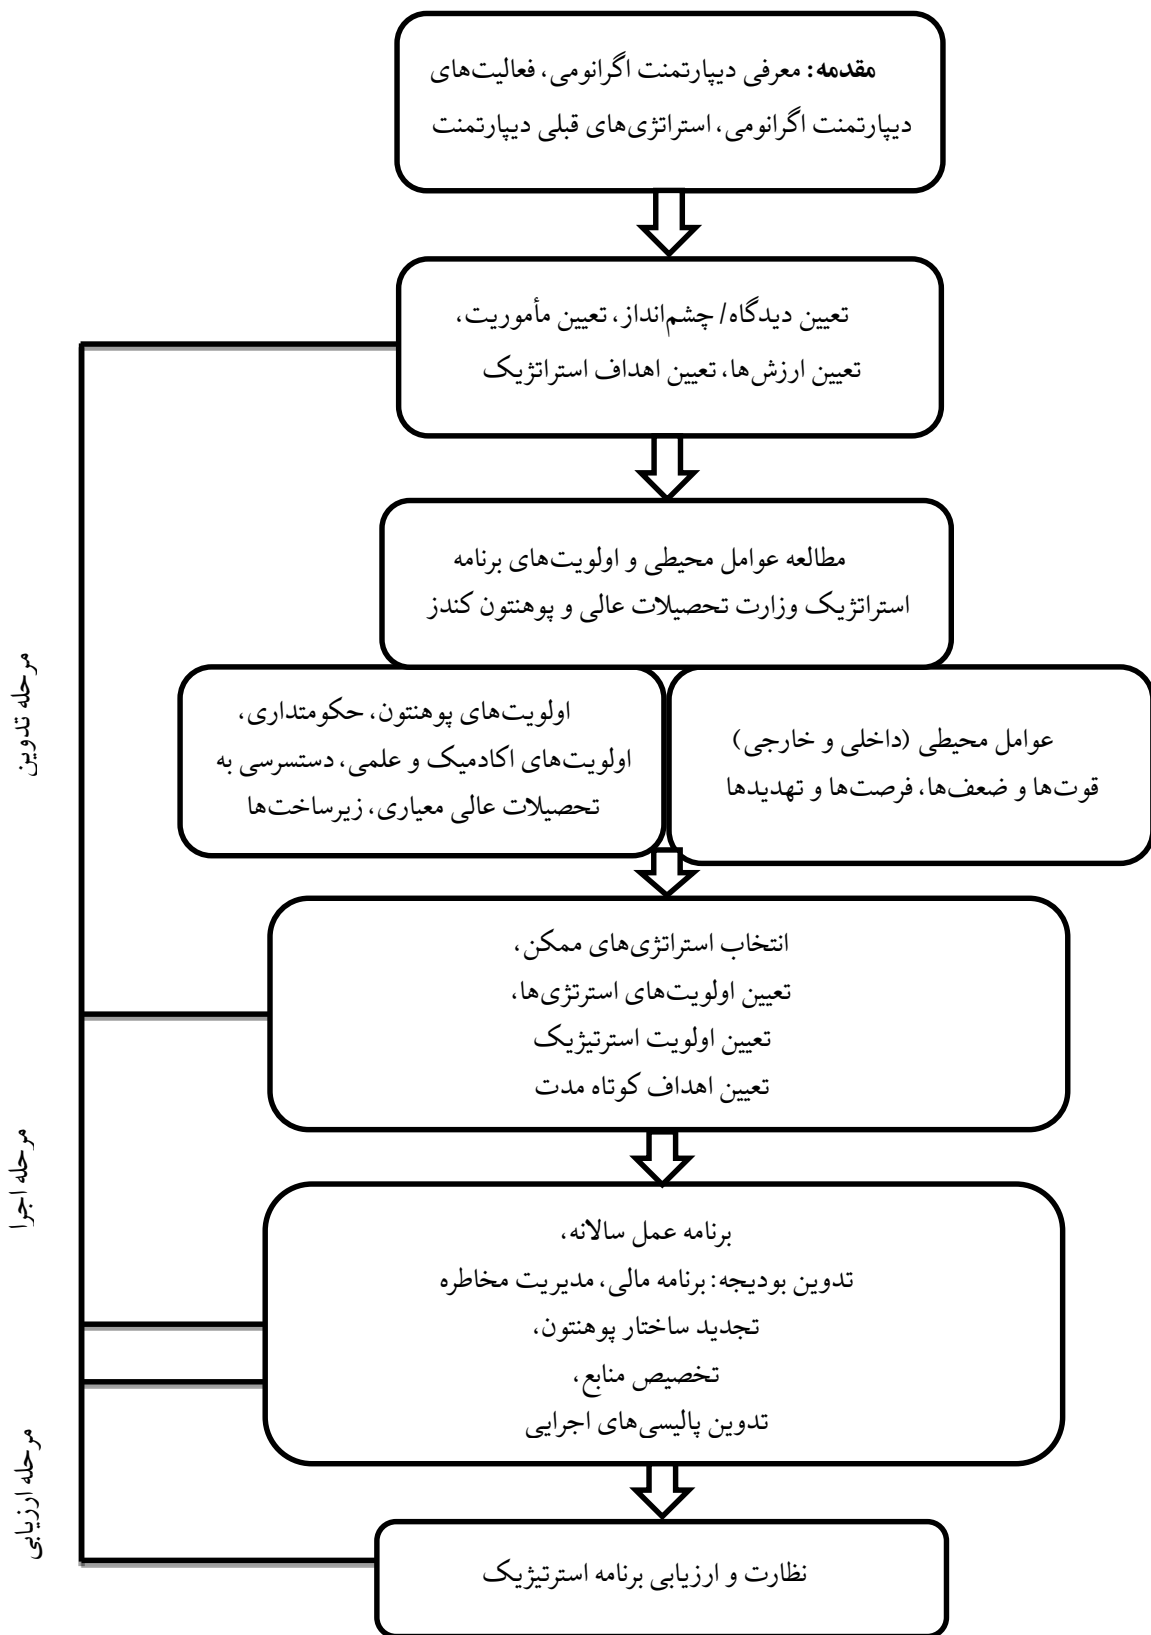 مقدمه: معرفی دیپارتمنت اگرانومی، فعالیت‌های
دیپارتمنت اگرانومی، استراتژی‌های قبلی دیپارتمنت
تعیین دیدگاه/ چشم‌انداز، تعیین مأموریت،
تعیین ارزش‌ها، تعیین اهداف استراتژیک
مطالعه عوامل محیطی و اولویت‌های برنامه
استراتژیک وزارت تحصیلات عالی و پوهنتون کندز
عوامل محیطی (داخلی و خارجی)
قوت‌ها و ضعف‌ها، فرصت‌ها و تهدیدها
اولویت‌های پوهنتون، حکومتداری،
اولویت‌های اکادمیک و علمی، دستسرسی به
تحصیلات عالی معیاری، زیرساخت‌ها
مرحله تدوین
انتخاب استراتژی‌های ممکن،
تعیین اولویت‌های استرتژی‌ها،
تعیین اولویت استرتیژیک
تعیین اهداف کوتاه مدت
مرحله اجرا
برنامه عمل سالانه،
تدوین بودیجه: برنامه مالی، مدیریت مخاطره
تجدید ساختار پوهنتون،
تخصیص منابع،
تدوین پالیسی‌های اجرایی
مرحله ارزیابی
نظارت و ارزیابی برنامه استرتیژیک